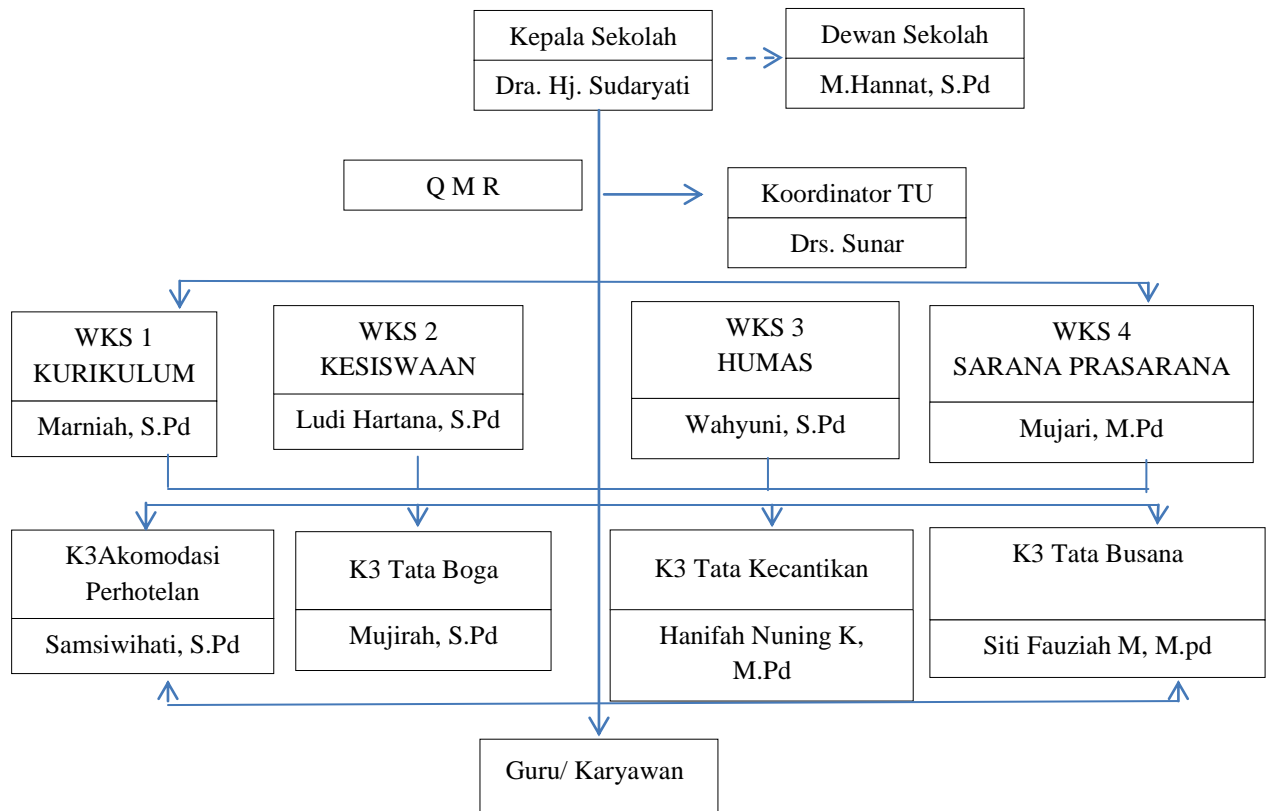 Kepala Sekolah
Dra. Hj. Sudaryati
Dewan Sekolah
M.Hannat, S.Pd
Q M R
Koordinator TU
Drs. Sunar
WKS 1
KURIKULUM
Marniah, S.Pd
WKS 2
KESISWAAN
Ludi Hartana, S.Pd
WKS 3
HUMAS
Wahyuni, S.Pd
WKS 4
SARANA PRASARANA
Mujari, M.Pd
K3Akomodasi
Perhotelan
Samsiwihati, S.Pd
K3 Tata Boga
Mujirah, S.Pd
K3 Tata Kecantikan
Hanifah Nuning K,
M.Pd
K3 Tata Busana
Siti Fauziah M, M.pd
Guru/ Karyawan